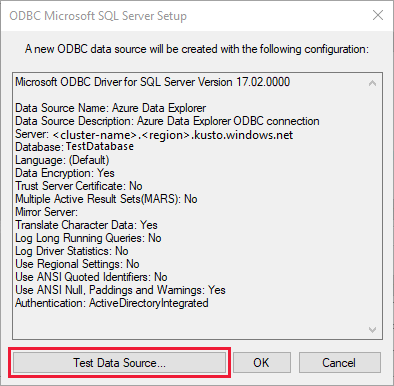 ODBC Microsoft SQL Server Setup
A new ODBC data source will be created with the following configuration:
Microsoft ODBC Driver for SQL Server Version 17.02.0000
Data Source Name: Azure Data Explorer
Data Source Description: Azure Data Explorer ODBC connection
Server: <cluster-name>.<region>.kusto.windows.net
Database: TestDatabase
Language: (Default)
Data Encryption: Yes
Trust Server Certificate: No
Multiple Active Result Sets(MARS): No
Mirror Server:
Translate Character Data: Yes
Log Long Running Queries: No
Log Driver Statistics: No
Use Regional Settings: No
Use ANSI Quoted Identifiers: No
Use ANSI Null, Paddings and Warnings: Yes
Authentication: ActiveDirectoryIntegrated
Test Data Source... OK Cancel